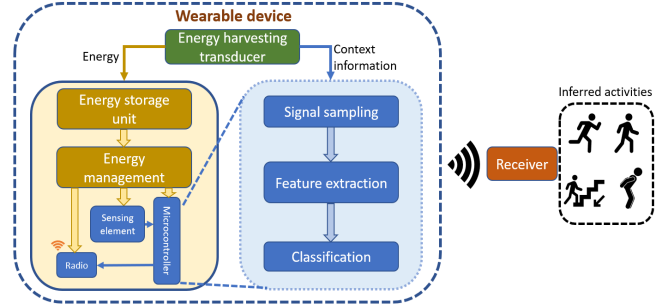 Wearable device
Energy harvesting
transducer
Energy
Context
information
Energy storage
unit
Energy
management
Sensing
element
Microcontroller
Radio
Signal sampling
Feature extraction
Classification
Receiver
Inferred activities